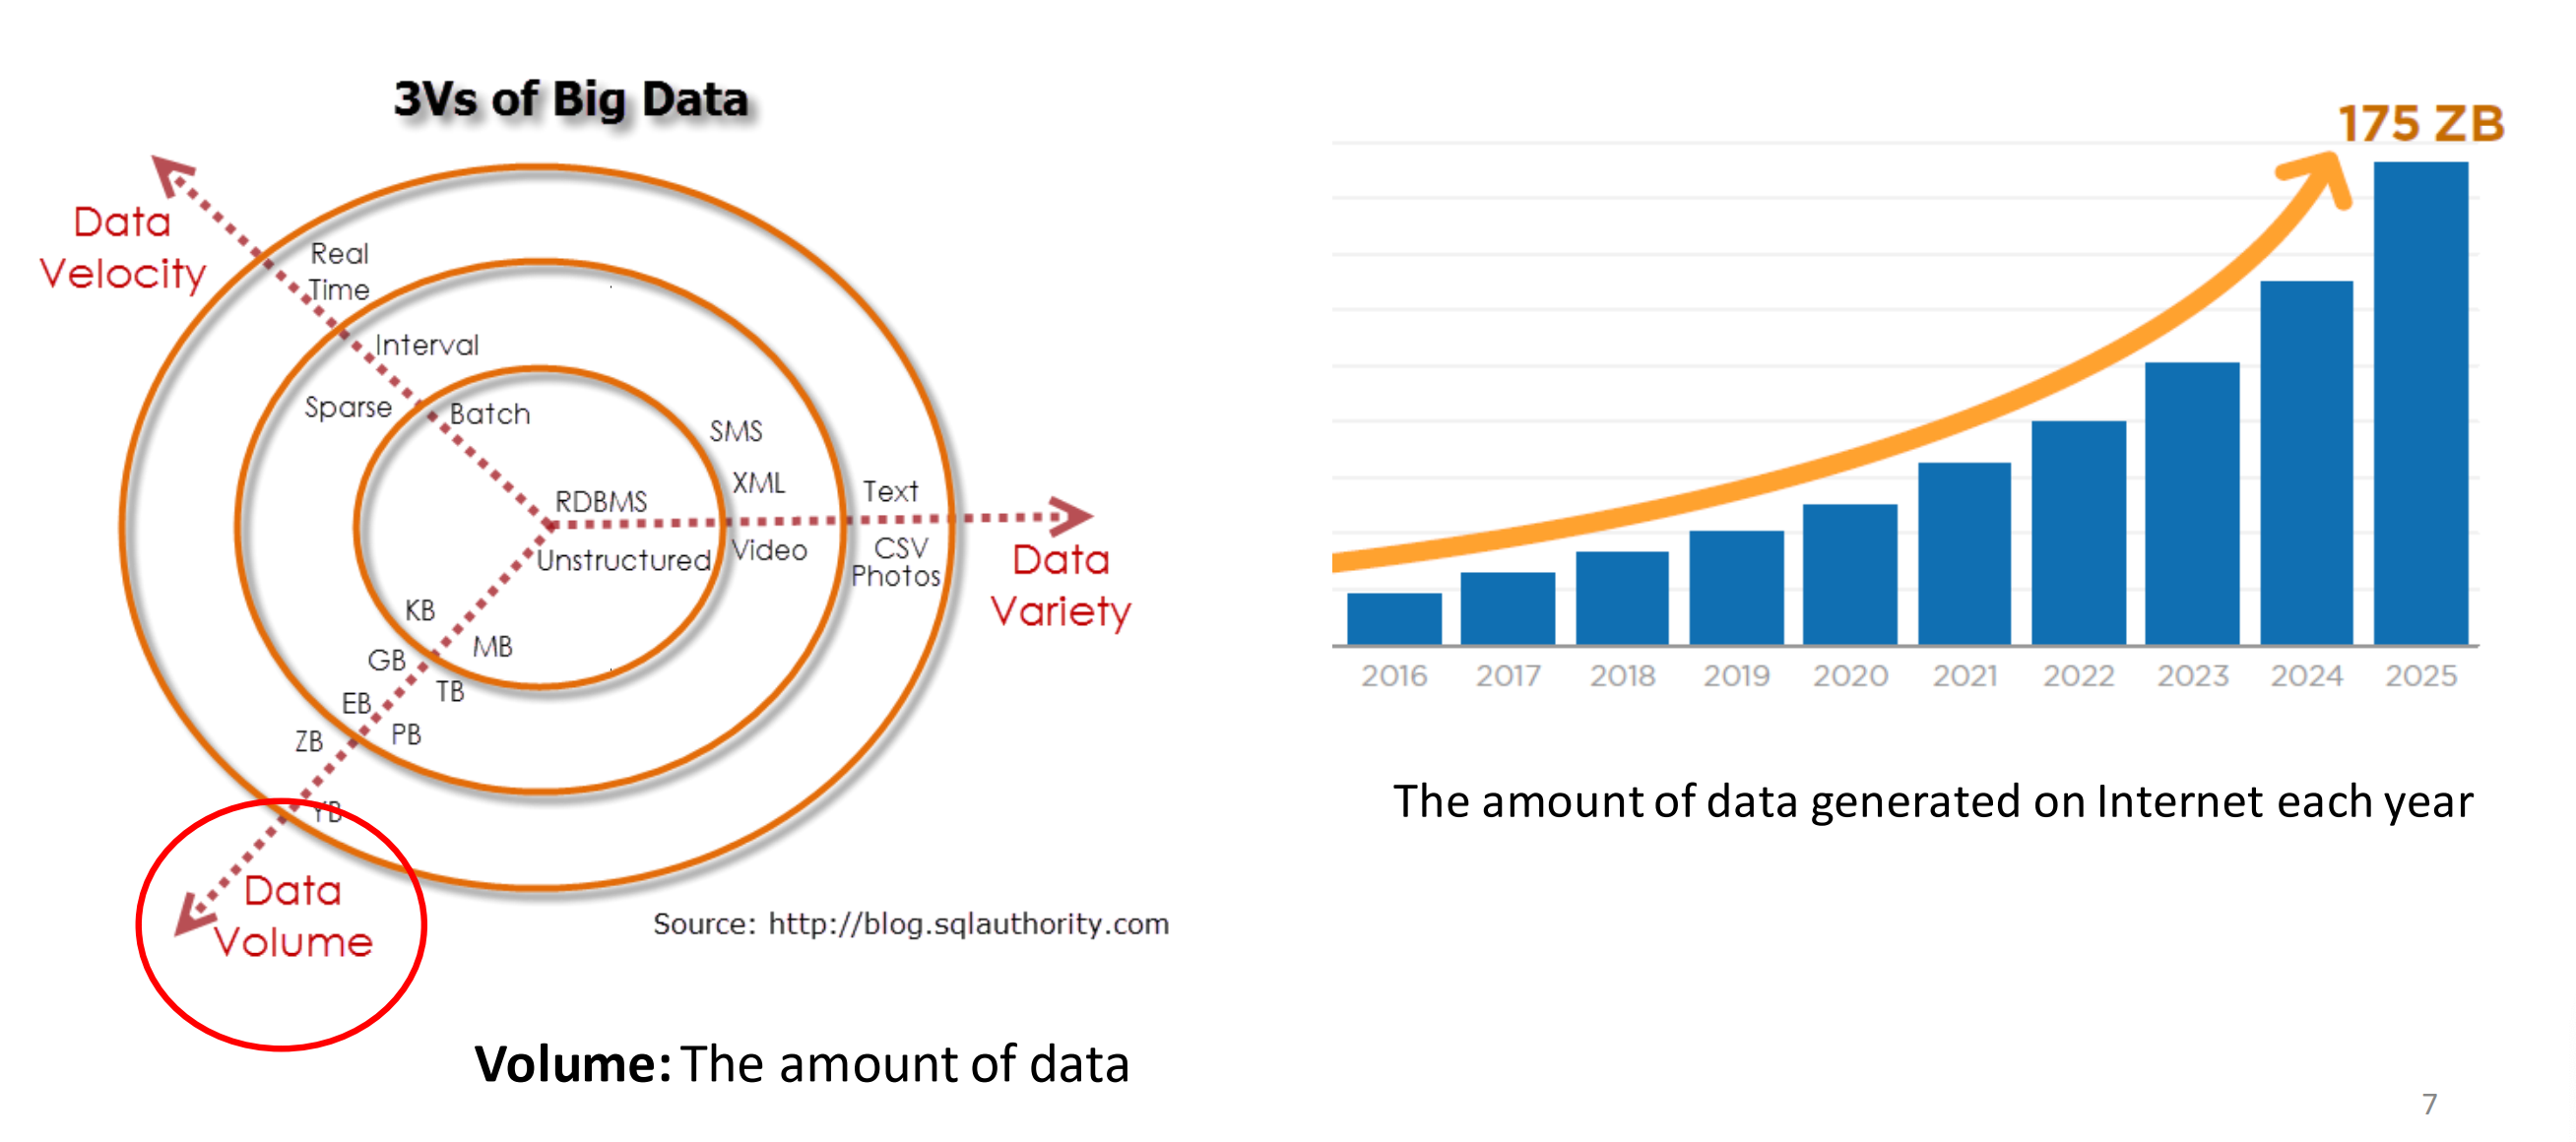 3Vs of Big Data
Data
Velocity
Real
Time
Interval
Sparse
Batch
SMS
XML
Text
RDBMS
Unstructured
Video
CSV
Photos
Data
Variety
KB
MB
GB
TB
EB
PB
ZB
YB
Data
Volume
Source: http://blog.sqlauthority.com
Volume: The amount of data
175 ZB
2016 2017 2018 2019 2020 2021 2022 2023 2024 2025
The amount of data generated on Internet each year
7